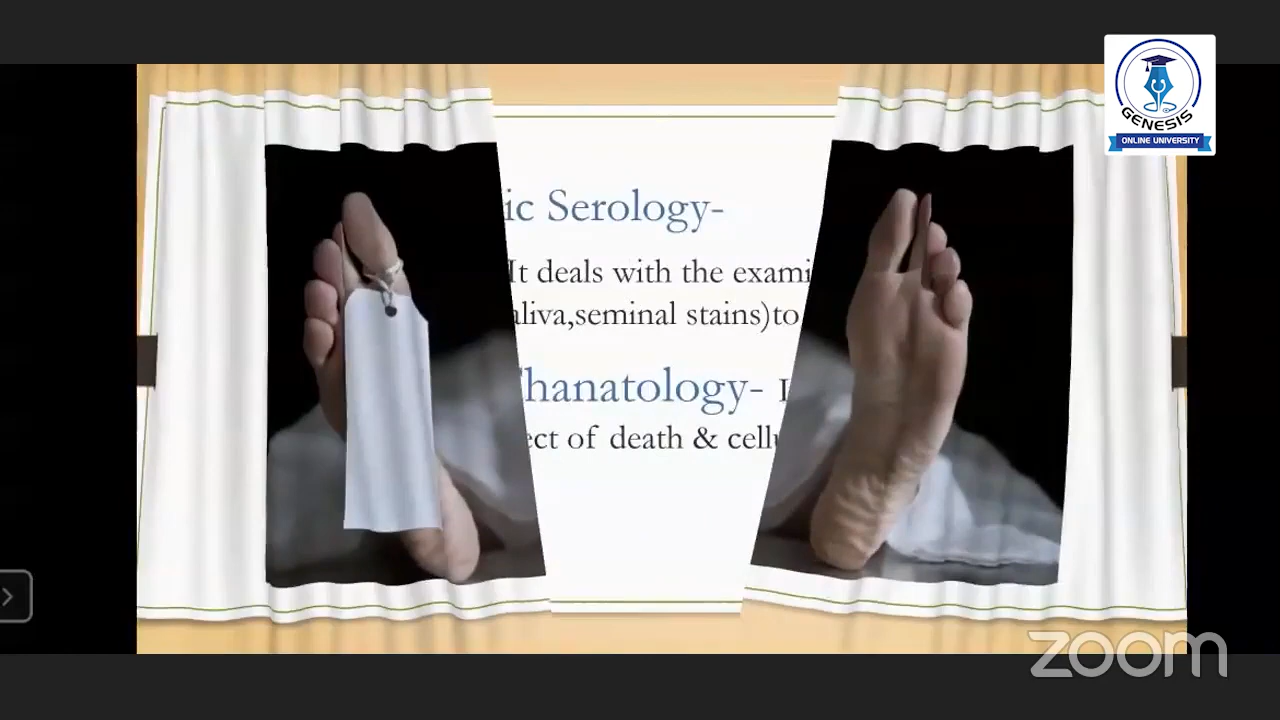 GENESIS
ONLINE UNIVERSITY
ic Serology-
It deals with the exami
aliva,seminal stains)to
hanatology- I
ect of death & cellu
zoom